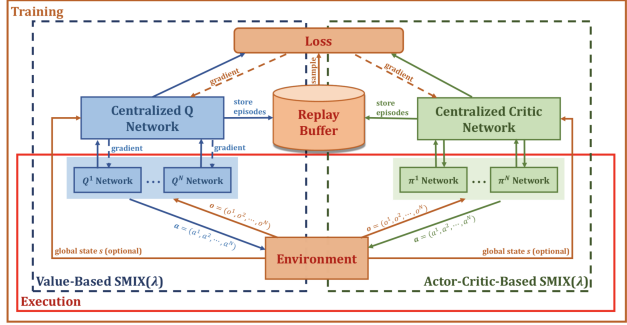 Training
Loss
gradient
sample
gradient
Centralized Q
Network
store
episodes
Replay
Buffer
store
episodes
Centralized Critic
Network
gradient
gradient
Q¹ Network
...
Qᴺ Network
π¹ Network
...
πᴺ Network
o = (o¹, o², ⋯, oᴺ)
a = (a¹, a², ⋯, aᴺ)
o = (o¹, o², ⋯, oᴺ)
a = (a¹, a², ⋯, aᴺ)
global state s (optional)
Environment
global state s (optional)
Value-Based SMIX(λ)
Actor-Critic-Based SMIX(λ)
Execution